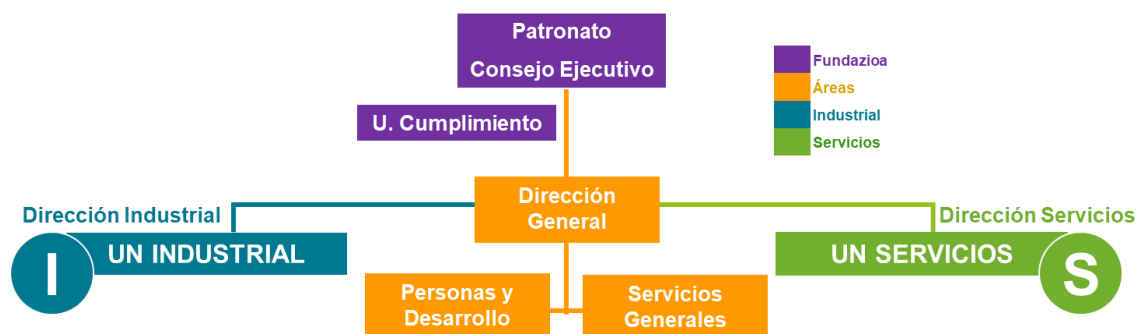 Patronato
Consejo Ejecutivo
Fundazioa
Áreas
Industrial
Servicios
U. Cumplimiento
Dirección
General
Dirección Industrial
UN INDUSTRIAL
I
Dirección Servicios
UN SERVICIOS
S
Personas y
Desarrollo
Servicios
Generales